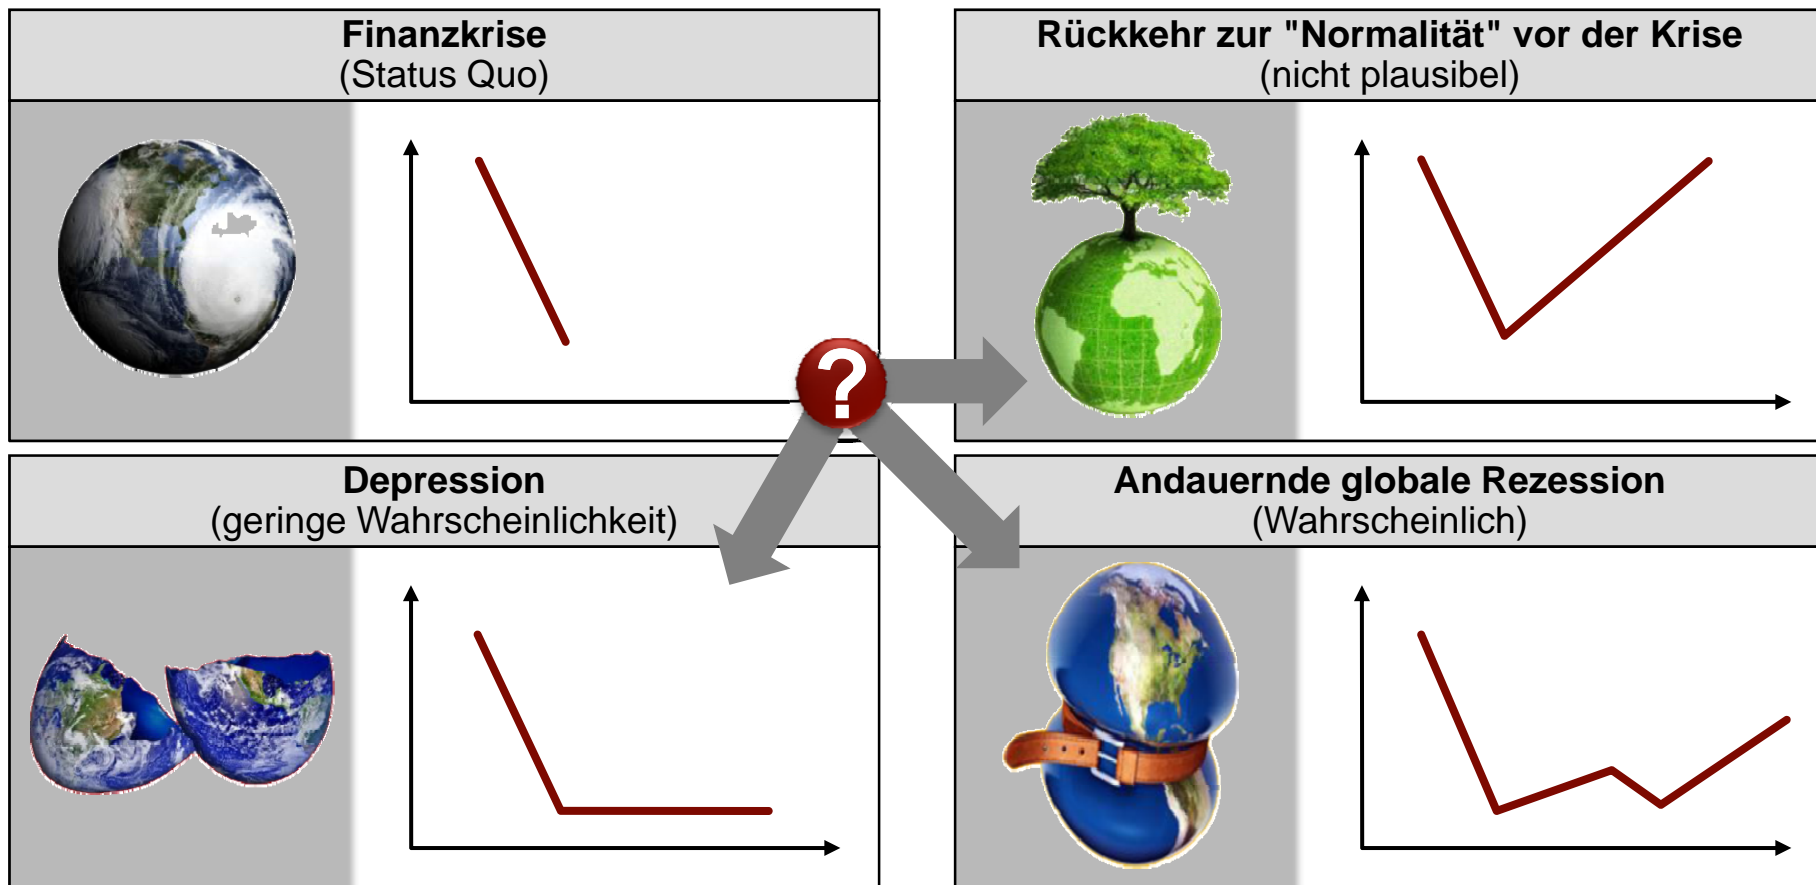 Finanzkrise
(Status Quo)
Rückkehr zur "Normalität" vor der Krise
(nicht plausibel)
?
Depression
(geringe Wahrscheinlichkeit)
Andauernde globale Rezession
(Wahrscheinlich)